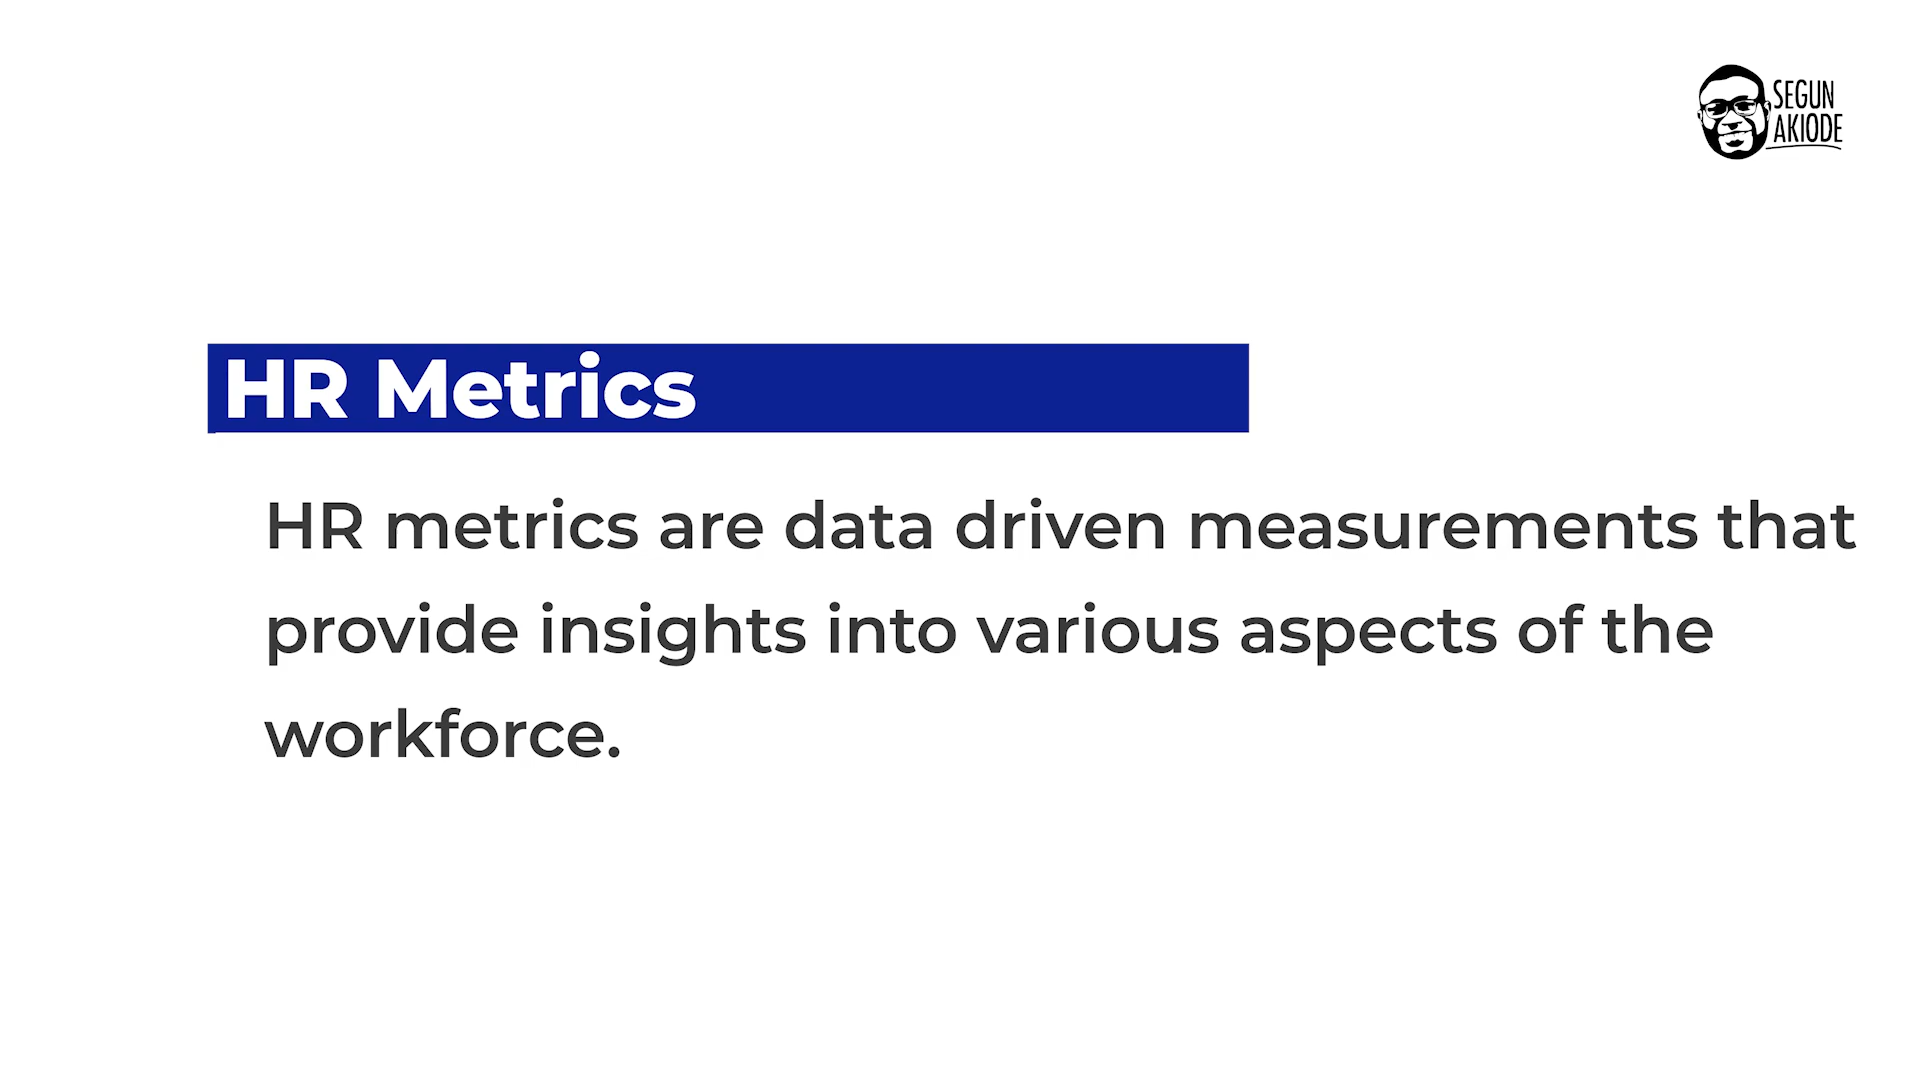 SEGUN
AKIODE
HR Metrics
HR metrics are data driven measurements that
provide insights into various aspects of the
workforce.